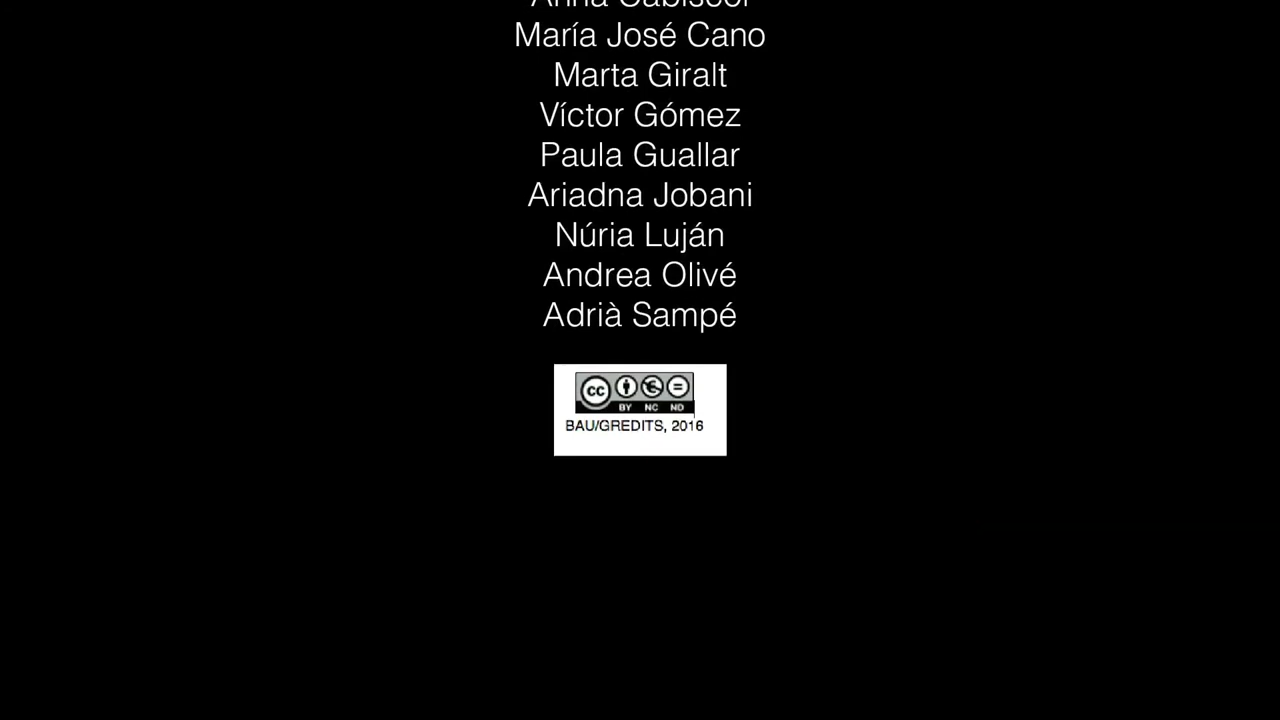 María José Cano
Marta Giralt
Víctor Gómez
Paula Guallar
Ariadna Jobani
Núria Luján
Andrea Olivé
Adrià Sampé
cc
BY NC ND
BAU/GREDITS, 2016